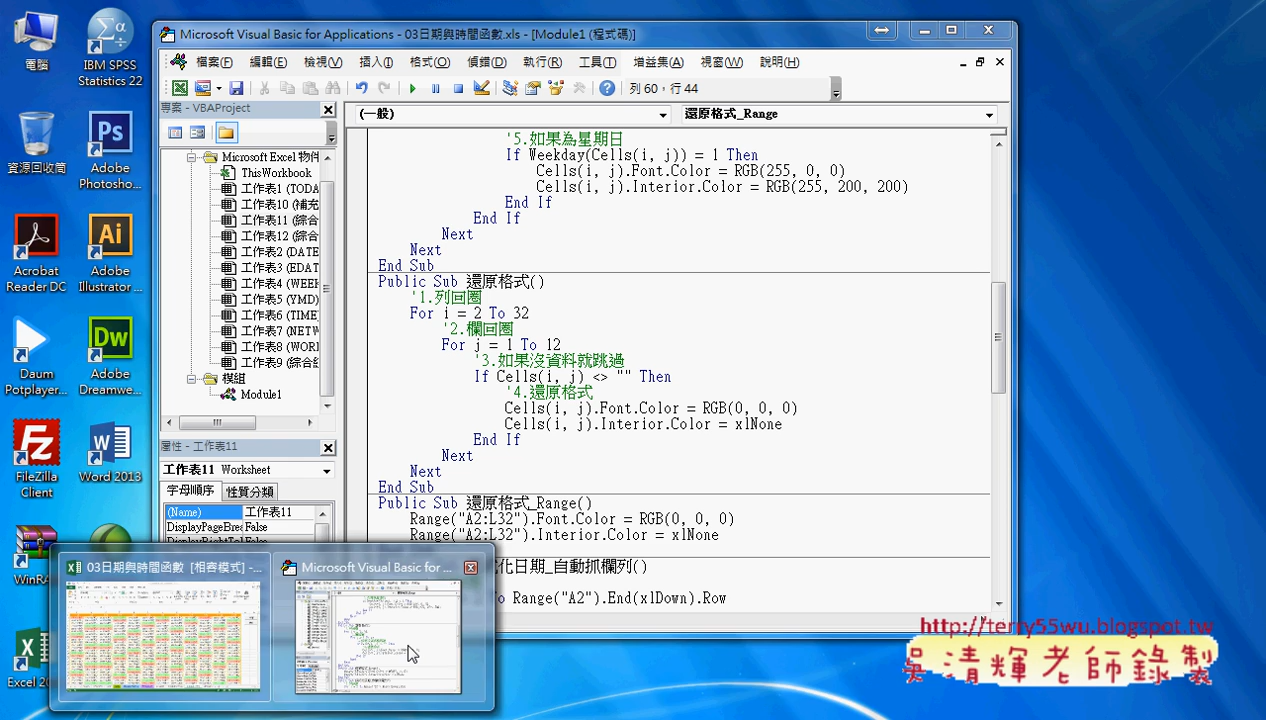 電腦
IBM SPSS
Statistics 22
資源回收筒
Adobe
Photosho...
Acrobat
Reader DC
Adobe
Illustrator ...
Daum
Potplayer...
Adobe
Dreamwe...
FileZilla
Client
Word 2013
WinRA
Excel 20
Microsoft Visual Basic for Applications - 03日期與時間函數.xls - [Module1 (程式碼)]
檔案(F) 編輯(E) 檢視(V) 插入(I) 格式(O) 偵錯(D) 執行(R) 工具(T) 增益集(A) 視窗(W) 說明(H)
列 60，行 44
專案 - VBAProject
Microsoft Excel 物件
ThisWorkbook
工作表1 (TODA
工作表10 (補充
工作表11 (綜合
工作表12 (綜合
工作表2 (DATE
工作表3 (EDAT
工作表4 (WEEK
工作表5 (YMD)
工作表6 (TIME)
工作表7 (NETW
工作表8 (WORK
工作表9 (綜合
模組
Module1
屬性 - 工作表11
工作表11 Worksheet
字母順序 性質分類
(Name) 工作表11
DisplayPageBrea False
(一般) 還原格式_Range
'5.如果為星期日
If Weekday(Cells(i, j)) = 1 Then
Cells(i, j).Font.Color = RGB(255, 0, 0)
Cells(i, j).Interior.Color = RGB(255, 200, 200)
End If
End If
Next
Next
End Sub
Public Sub 還原格式()
'1.列回圈
For i = 2 To 32
'2.欄回圈
For j = 1 To 12
'3.如果沒資料就跳過
If Cells(i, j) <> "" Then
'4.還原格式
Cells(i, j).Font.Color = RGB(0, 0, 0)
Cells(i, j).Interior.Color = xlNone
End If
Next
Next
End Sub
Public Sub 還原格式_Range()
Range("A2:L32").Font.Color = RGB(0, 0, 0)
Range("A2:L32").Interior.Color = xlNone
化日期_自動抓欄列()
To Range("A2").End(xlDown).Row
03日期與時間函數 [相容模式] -...
Microsoft Visual Basic for ...
http://terry55wu.blogspot.tw
吳清輝老師錄製